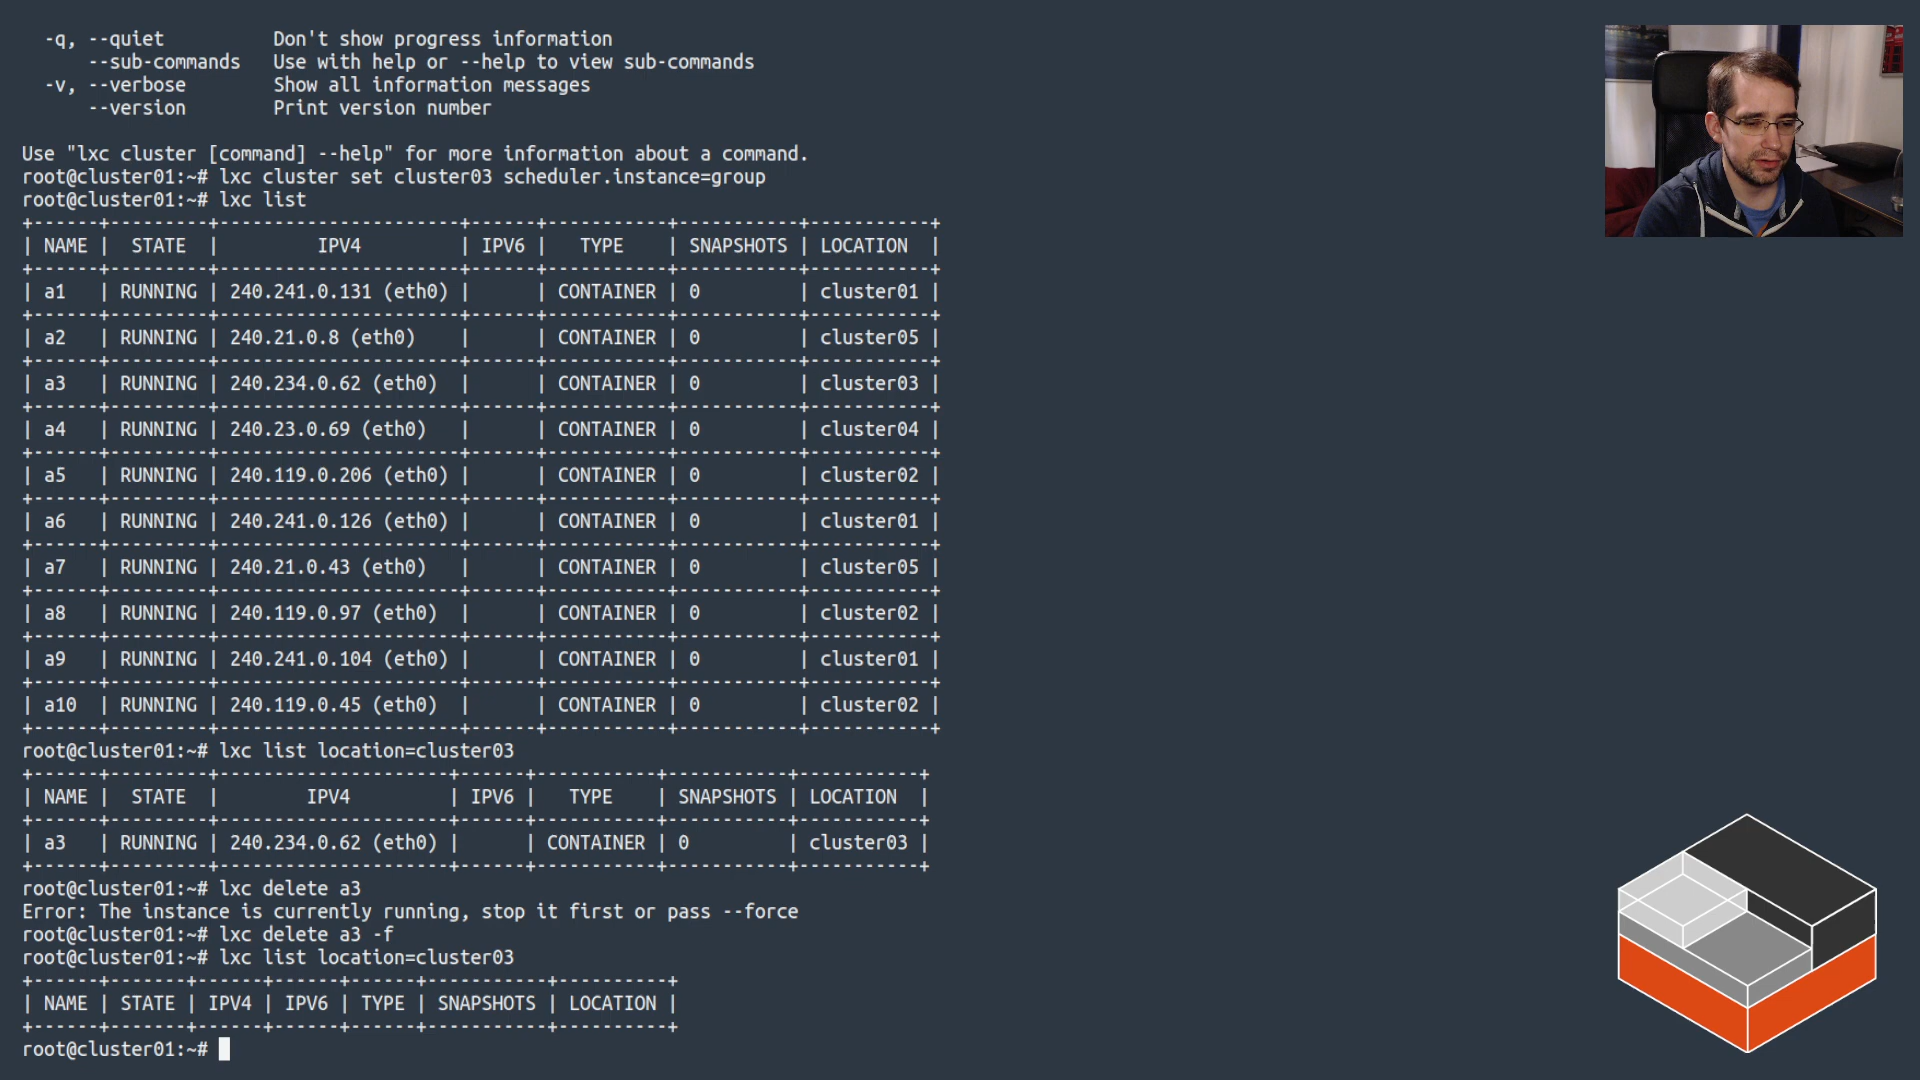 -q, --quiet          Don't show progress information
    --sub-commands   Use with help or --help to view sub-commands
-v, --verbose        Show all information messages
    --version        Print version number
Use "lxc cluster [command] --help" for more information about a command.
root@cluster01:~# lxc cluster set cluster03 scheduler.instance=group
root@cluster01:~# lxc list
| NAME | STATE | IPV4 | IPV6 | TYPE | SNAPSHOTS | LOCATION |
| a1 | RUNNING | 240.241.0.131 (eth0) | | CONTAINER | 0 | cluster01 |
| a2 | RUNNING | 240.21.0.8 (eth0) | | CONTAINER | 0 | cluster05 |
| a3 | RUNNING | 240.234.0.62 (eth0) | | CONTAINER | 0 | cluster03 |
| a4 | RUNNING | 240.23.0.69 (eth0) | | CONTAINER | 0 | cluster04 |
| a5 | RUNNING | 240.119.0.206 (eth0) | | CONTAINER | 0 | cluster02 |
| a6 | RUNNING | 240.241.0.126 (eth0) | | CONTAINER | 0 | cluster01 |
| a7 | RUNNING | 240.21.0.43 (eth0) | | CONTAINER | 0 | cluster05 |
| a8 | RUNNING | 240.119.0.97 (eth0) | | CONTAINER | 0 | cluster02 |
| a9 | RUNNING | 240.241.0.104 (eth0) | | CONTAINER | 0 | cluster01 |
| a10 | RUNNING | 240.119.0.45 (eth0) | | CONTAINER | 0 | cluster02 |
root@cluster01:~# lxc list location=cluster03
| NAME | STATE | IPV4 | IPV6 | TYPE | SNAPSHOTS | LOCATION |
| a3 | RUNNING | 240.234.0.62 (eth0) | | CONTAINER | 0 | cluster03 |
root@cluster01:~# lxc delete a3
Error: The instance is currently running, stop it first or pass --force
root@cluster01:~# lxc delete a3 -f
root@cluster01:~# lxc list location=cluster03
| NAME | STATE | IPV4 | IPV6 | TYPE | SNAPSHOTS | LOCATION |
root@cluster01:~#